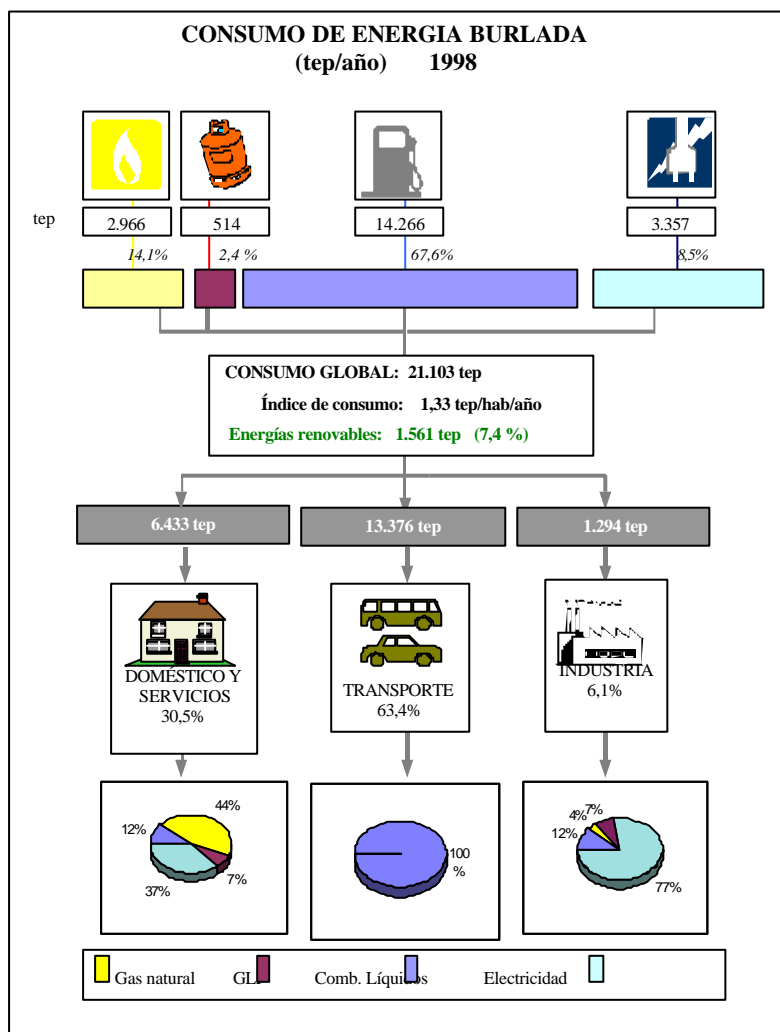 CONSUMO DE ENERGIA BURLADA
(tep/año) 1998
tep 2.966 514 14.266 3.357
14,1% 2,4 % 67,6% 8,5%
CONSUMO GLOBAL: 21.103 tep
Índice de consumo: 1,33 tep/hab/año
Energías renovables: 1.561 tep (7,4 %)
6.433 tep 13.376 tep 1.294 tep
DOMÉSTICO Y
SERVICIOS
30,5%
TRANSPORTE
63,4%
INDUSTRIA
6,1%
44%
12%
37%
7%
100
%
7%
4%
12%
77%
Gas natural Comb. Líquidos Electricidad